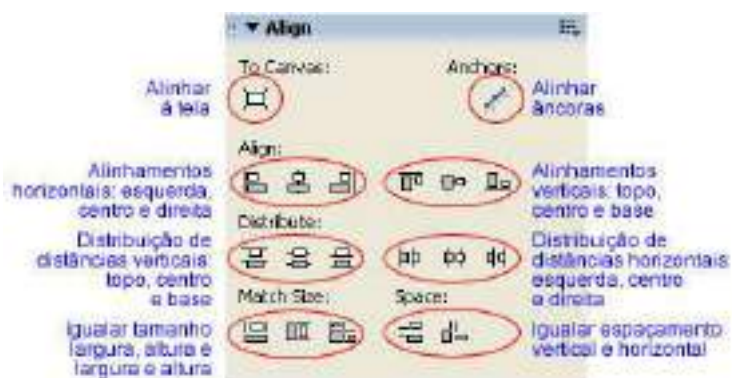 Align
To Canvas:
Anchors:
Alinhar
à tela
Alinhar
âncoras
Align:
Alinhamentos
horizontais: esquerda,
centro e direita
Alinhamentos
verticais: topo,
centro e base
Distribute:
Distribuição de
distâncias verticais:
topo, centro
e base
Distribuição de
distâncias horizontais:
esquerda, centro
e direita
Match Size:
Space:
Igualar tamanho
largura, altura e
largura e altura
Igualar espaçamento
vertical e horizontal